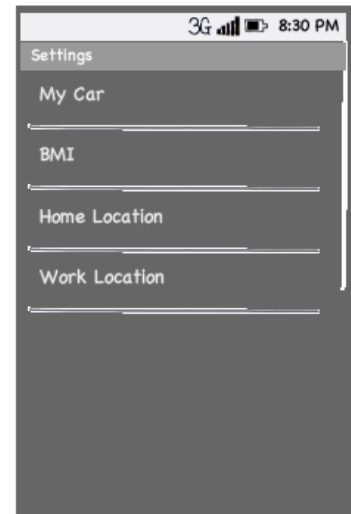 3G 8:30 PM
Settings
My Car
BMI
Home Location
Work Location